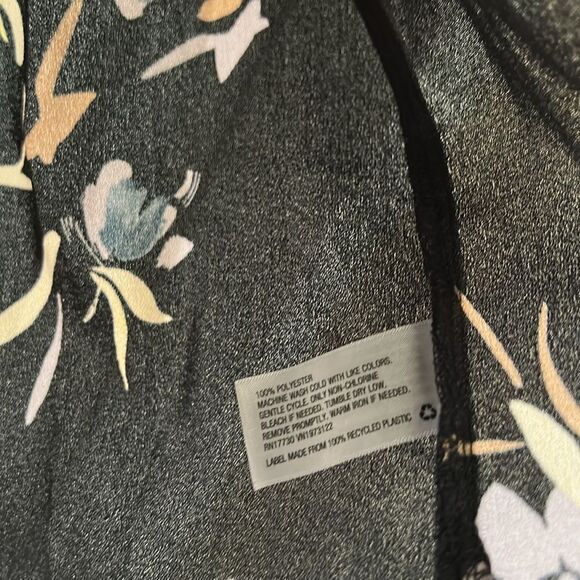 100% POLYESTER
MACHINE WASH COLD WITH LIKE COLORS.
GENTLE CYCLE. ONLY NON-CHLORINE
BLEACH IF NEEDED. TUMBLE DRY LOW.
REMOVE PROMPTLY. WARM IRON IF NEEDED.
RN17730 VN1973122
LABEL MADE FROM 100% RECYCLED PLASTIC